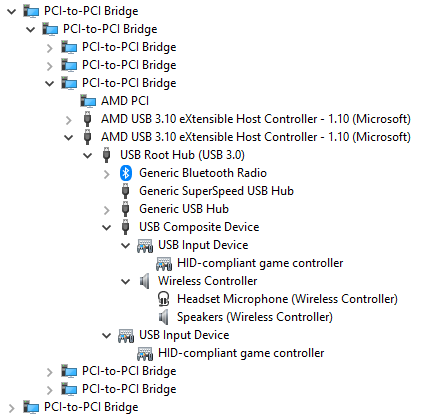 PCI-to-PCI Bridge
PCI-to-PCI Bridge
PCI-to-PCI Bridge
PCI-to-PCI Bridge
PCI-to-PCI Bridge
AMD PCI
AMD USB 3.10 eXtensible Host Controller - 1.10 (Microsoft)
AMD USB 3.10 eXtensible Host Controller - 1.10 (Microsoft)
USB Root Hub (USB 3.0)
Generic Bluetooth Radio
Generic SuperSpeed USB Hub
Generic USB Hub
USB Composite Device
USB Input Device
HID-compliant game controller
Wireless Controller
Headset Microphone (Wireless Controller)
Speakers (Wireless Controller)
USB Input Device
HID-compliant game controller
PCI-to-PCI Bridge
PCI-to-PCI Bridge
PCI-to-PCI Bridge